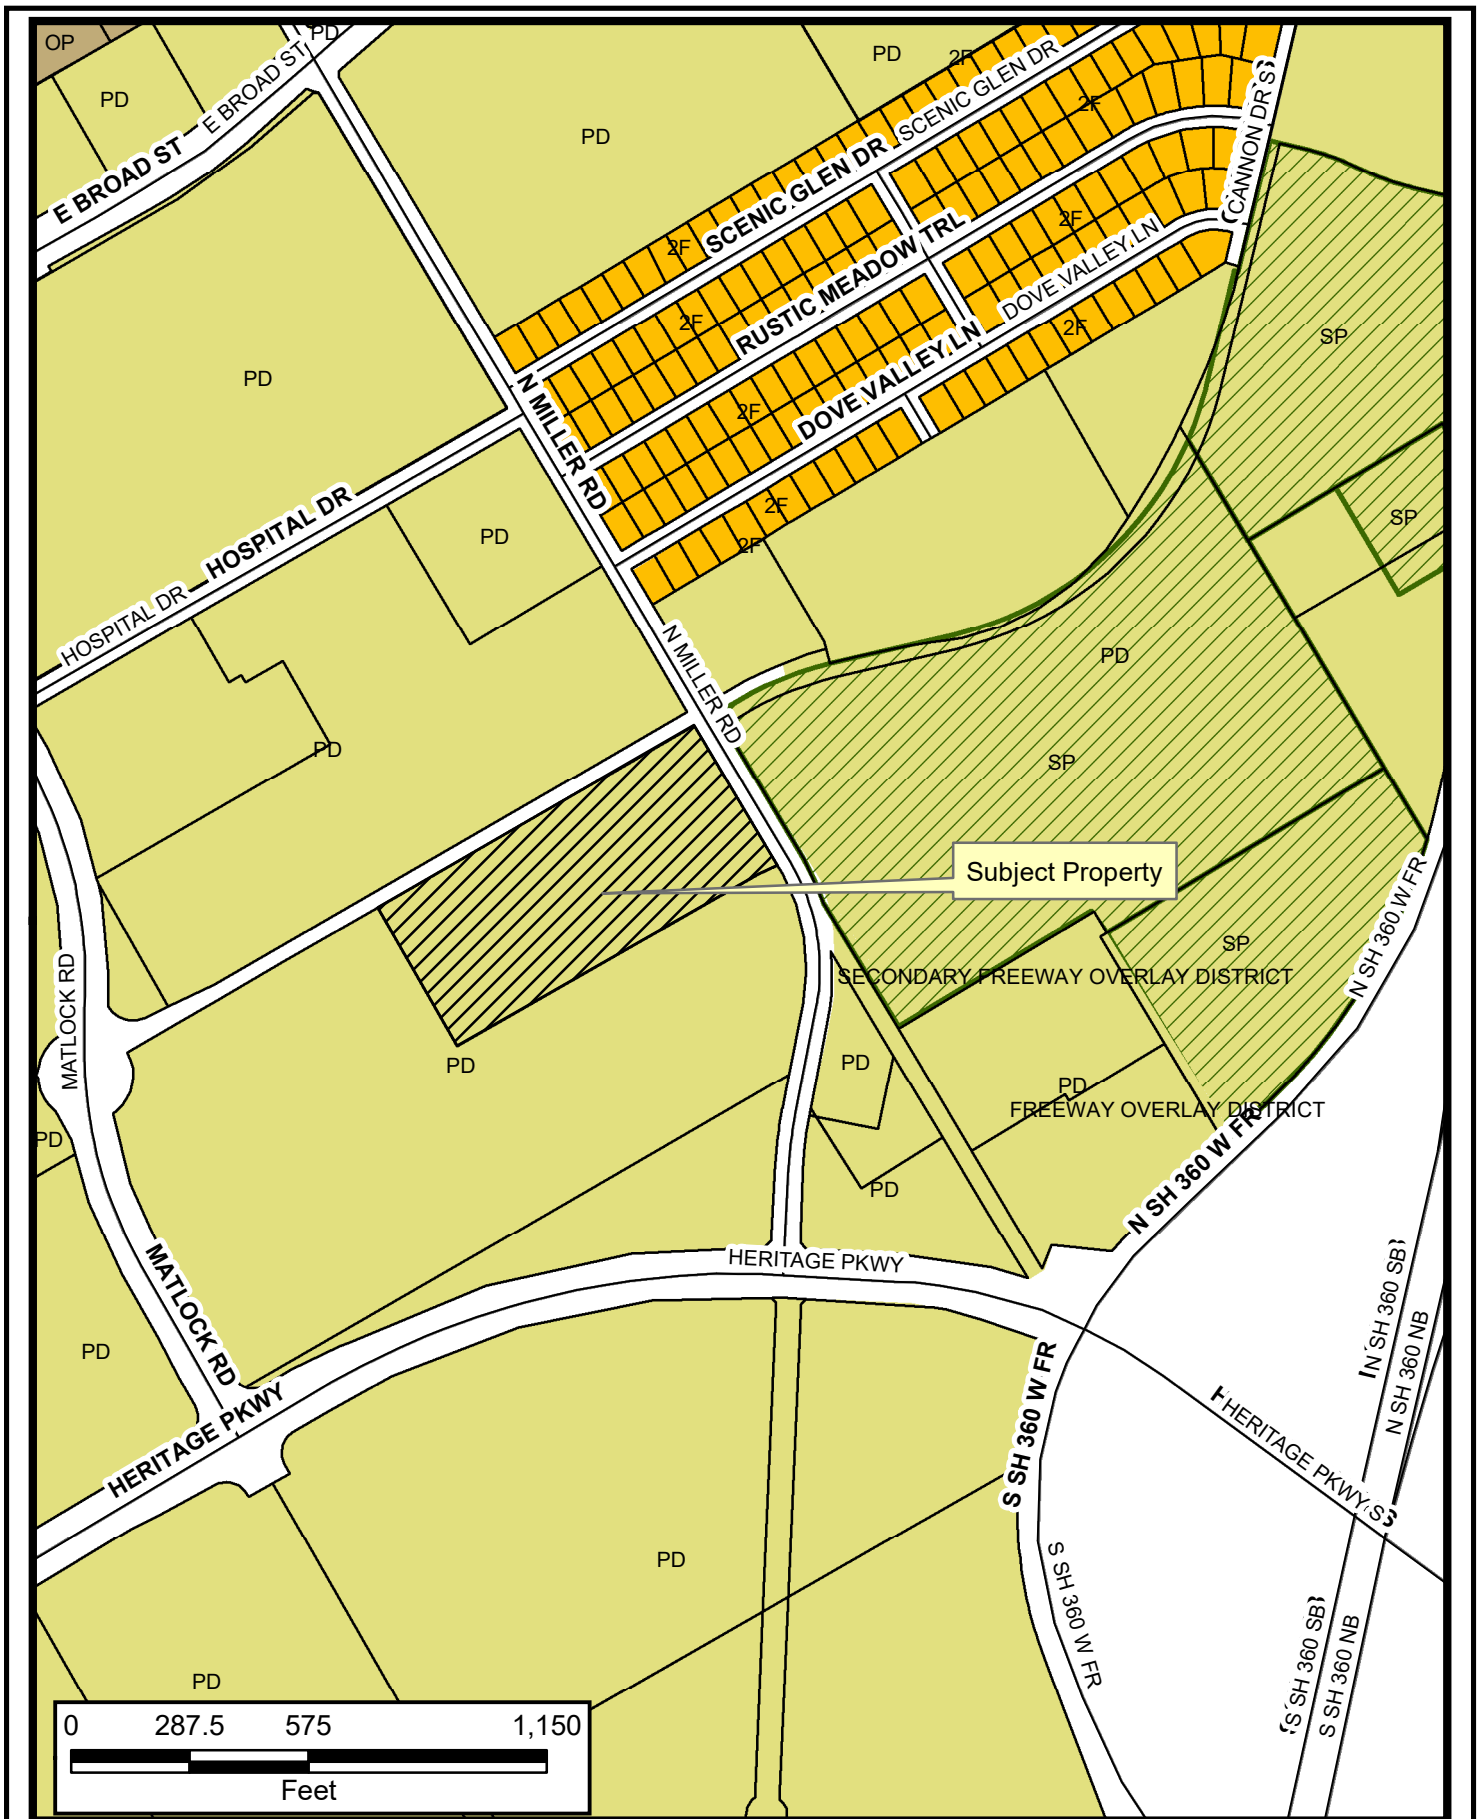 OP
PD
PD
PD
2F
SCENIC GLEN DR
E BROAD ST
PD
2F
CANNON DR S
PD
E BROAD ST
SCENIC GLEN DR
2F
2F
RUSTIC MEADOW TRL
DOVE VALLEY LN
2F
2F
SP
PD
N MILLER RD
DOVE VALLEY LN
2F
HOSPITAL DR
PD
2F
2F
SP
HOSPITAL DR
N MILLER RD
PD
PD
SP
Subject Property
SP
N SH 360 W FR
SECONDARY FREEWAY OVERLAY DISTRICT
MATLOCK RD
PD
PD
PD
FREEWAY OVERLAY DISTRICT
PD
N SH 360 W FR
PD
HERITAGE PKWY
MATLOCK RD
N SH 360 SB
N SH 360 NB
PD
S SH 360 W FR
HERITAGE PKWY
HERITAGE PKWY S
PD
S SH 360 W FR
S SH 360 SB
S SH 360 NB
PD
0 287.5 575 1,150
Feet